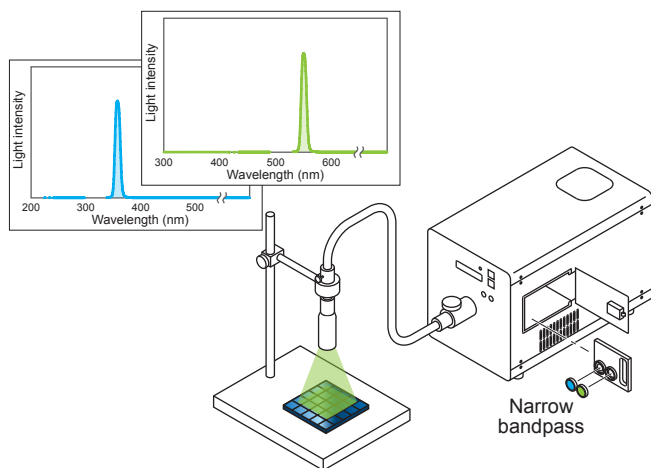 Light intensity
300 400 500 600
Wavelength (nm)
Light intensity
200 300 400 500
Wavelength (nm)
Narrow
bandpass